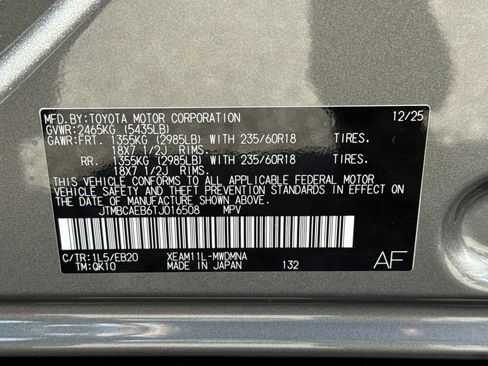 MFD.BY:TOYOTA MOTOR CORPORATION 12/25
GVWR:2465KG (5435LB)
GAWR:FRT. 1355KG (2985LB) WITH 235/60R18 TIRES,
18X7 1/2J RIMS.
RR. 1355KG (2985LB) WITH 235/60R18 TIRES,
18X7 1/2J RIMS.
THIS VEHICLE CONFORMS TO ALL APPLICABLE FEDERAL MOTOR
VEHICLE SAFETY AND THEFT PREVENTION STANDARDS IN EFFECT
ON THE DATE OF MANUFACTURE SHOWN ABOVE.
JTMBCAEB6TJ016508 MPV
C/TR:1L5/EB20 XEAM11L-MWDMNA
TM:QK10 MADE IN JAPAN 132 AF